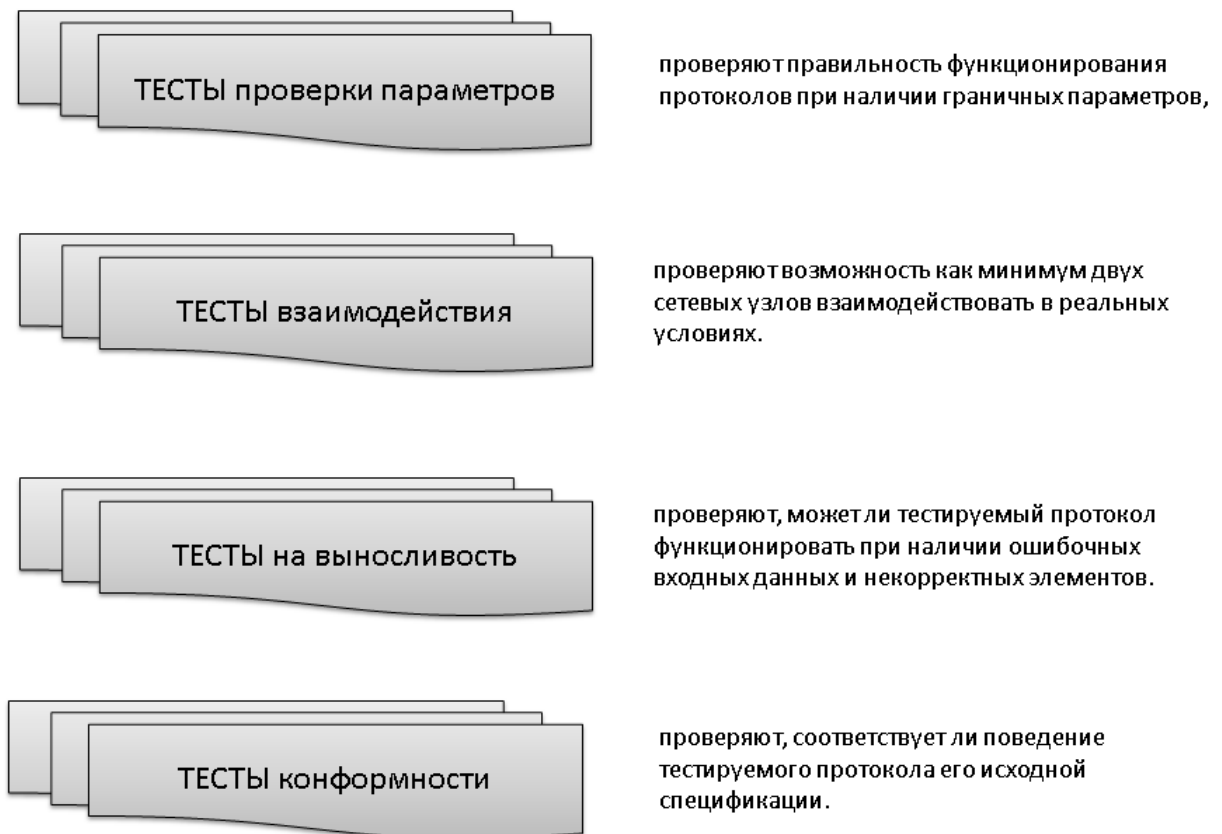 ТЕСТЫ проверки параметров
проверяют правильность функционирования
протоколов при наличии граничных параметров,
ТЕСТЫ взаимодействия
проверяют возможность как минимум двух
сетевых узлов взаимодействовать в реальных
условиях.
ТЕСТЫ на выносливость
проверяют, может ли тестируемый протокол
функционировать при наличии ошибочных
входных данных и некорректных элементов.
ТЕСТЫ конформности
проверяют, соответствует ли поведение
тестируемого протокола его исходной
спецификации.